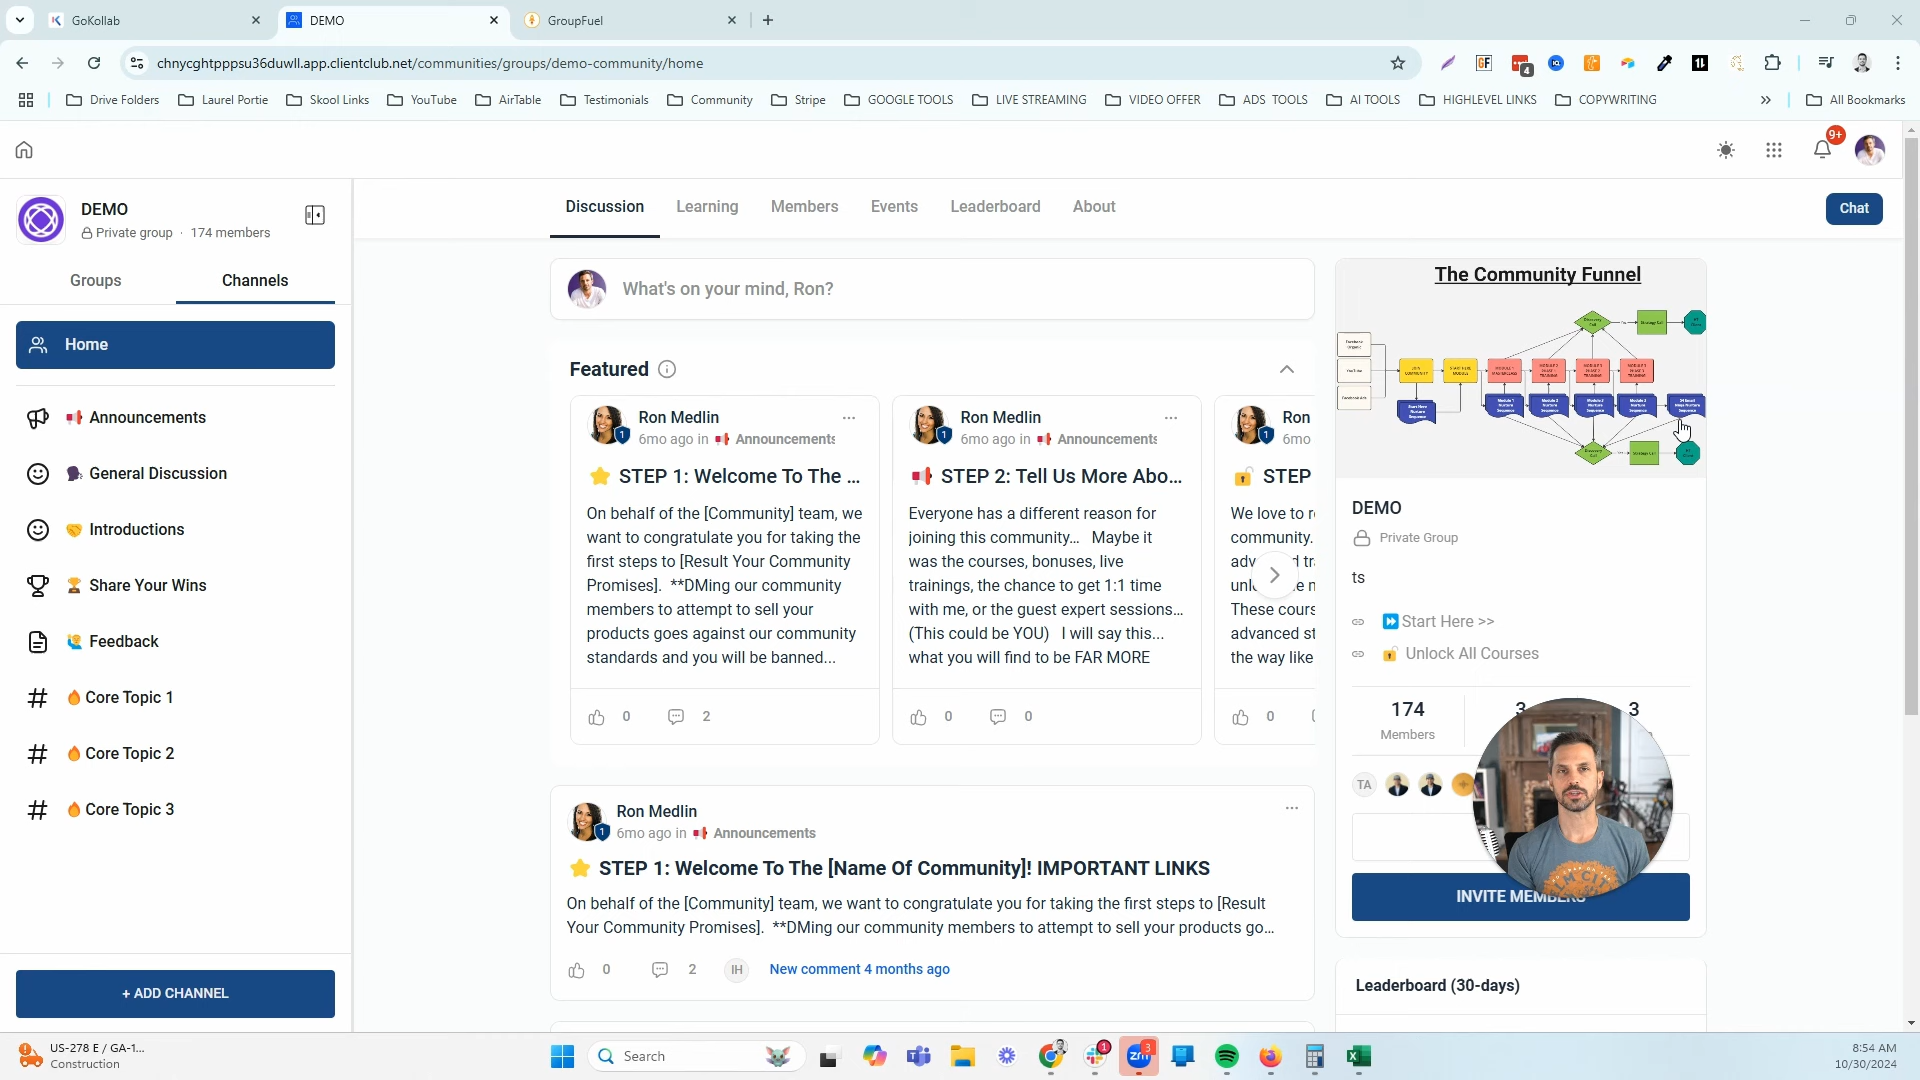 GoKollab
DEMO
GroupFuel
chnycghtpppsu36duwll.app.clientclub.net/communities/groups/demo-community/home
4
Drive Folders
Laurel Portie
Skool Links
YouTube
AirTable
Testimonials
Community
Stripe
GOOGLE TOOLS
LIVE STREAMING
VIDEO OFFER
ADS TOOLS
AI TOOLS
HIGHLEVEL LINKS
COPYWRITING
All Bookmarks
9+
DEMO
Private group · 174 members
Groups
Channels
Home
Announcements
General Discussion
Introductions
Share Your Wins
Feedback
Core Topic 1
Core Topic 2
Core Topic 3
+ ADD CHANNEL
Discussion
Learning
Members
Events
Leaderboard
About
Chat
What's on your mind, Ron?
Featured
Ron Medlin
6mo ago in Announcements
STEP 1: Welcome To The ...
On behalf of the [Community] team, we
want to congratulate you for taking the
first steps to [Result Your Community
Promises]. **DMing our community
members to attempt to sell your
products goes against our community
standards and you will be banned...
0
2
Ron Medlin
6mo ago in Announcements
STEP 2: Tell Us More Abo...
Everyone has a different reason for
joining this community... Maybe it
was the courses, bonuses, live
trainings, the chance to get 1:1 time
with me, or the guest expert sessions...
(This could be YOU) I will say this...
what you will find to be FAR MORE
0
0
Ron
6mo
STEP
We love to
community.
These
advanced
the way like
0
Ron Medlin
6mo ago in Announcements
STEP 1: Welcome To The [Name Of Community]! IMPORTANT LINKS
On behalf of the [Community] team, we want to congratulate you for taking the first steps to [Result
Your Community Promises]. **DMing our community members to attempt to sell your products go...
0
2
IH
New comment 4 months ago
The Community Funnel
DEMO
Private Group
ts
Start Here >>
Unlock All Courses
174
Members
3
3
TA
INVITE MEMBERS
Leaderboard (30-days)
US-278 E / GA-1...
Construction
Search
1
zm
3
8:54 AM
10/30/2024